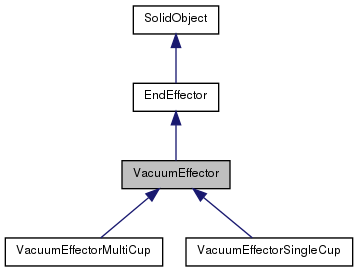 SolidObject
EndEffector
VacuumEffector
VacuumEffectorMultiCup
VacuumEffectorSingleCup